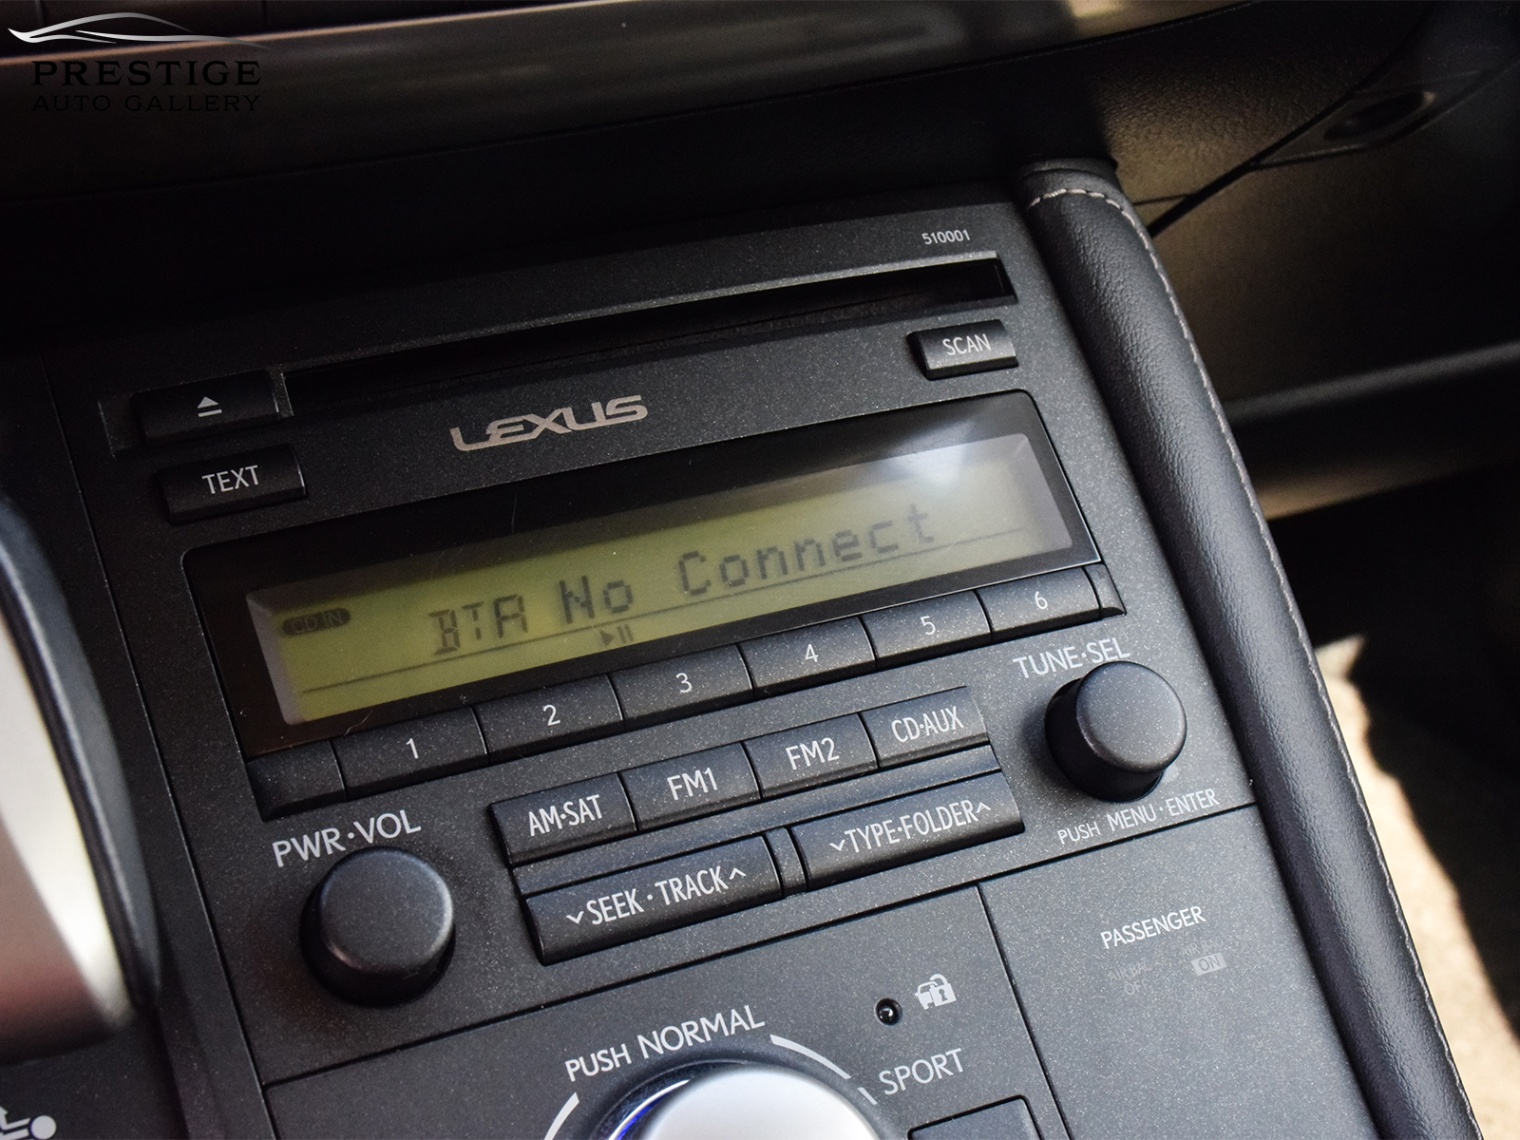 PRESTIGE
AUTO GALLERY
510001
SCAN
LEXUS
TEXT
CD IN
BTA No Connect
1 2 3 4 5 6
TUNE·SEL
AM·SAT FM1 FM2 CD·AUX
PWR·VOL
SEEK·TRACK
TYPE·FOLDER
PUSH MENU·ENTER
PASSENGER
ON
PUSH NORMAL
SPORT